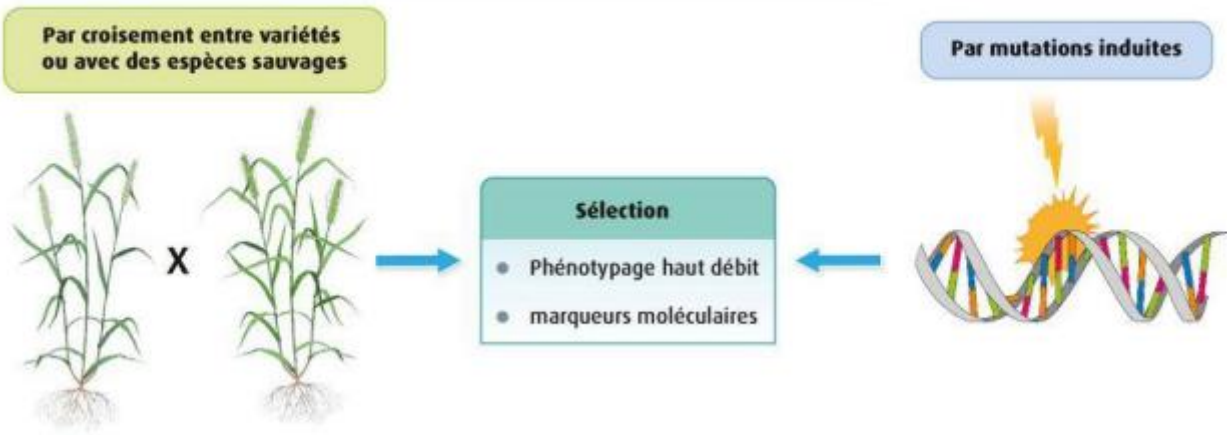 Par croisement entre variétés
ou avec des espèces sauvages
Par mutations induites
X
Sélection
• Phénotypage haut débit
• marqueurs moléculaires